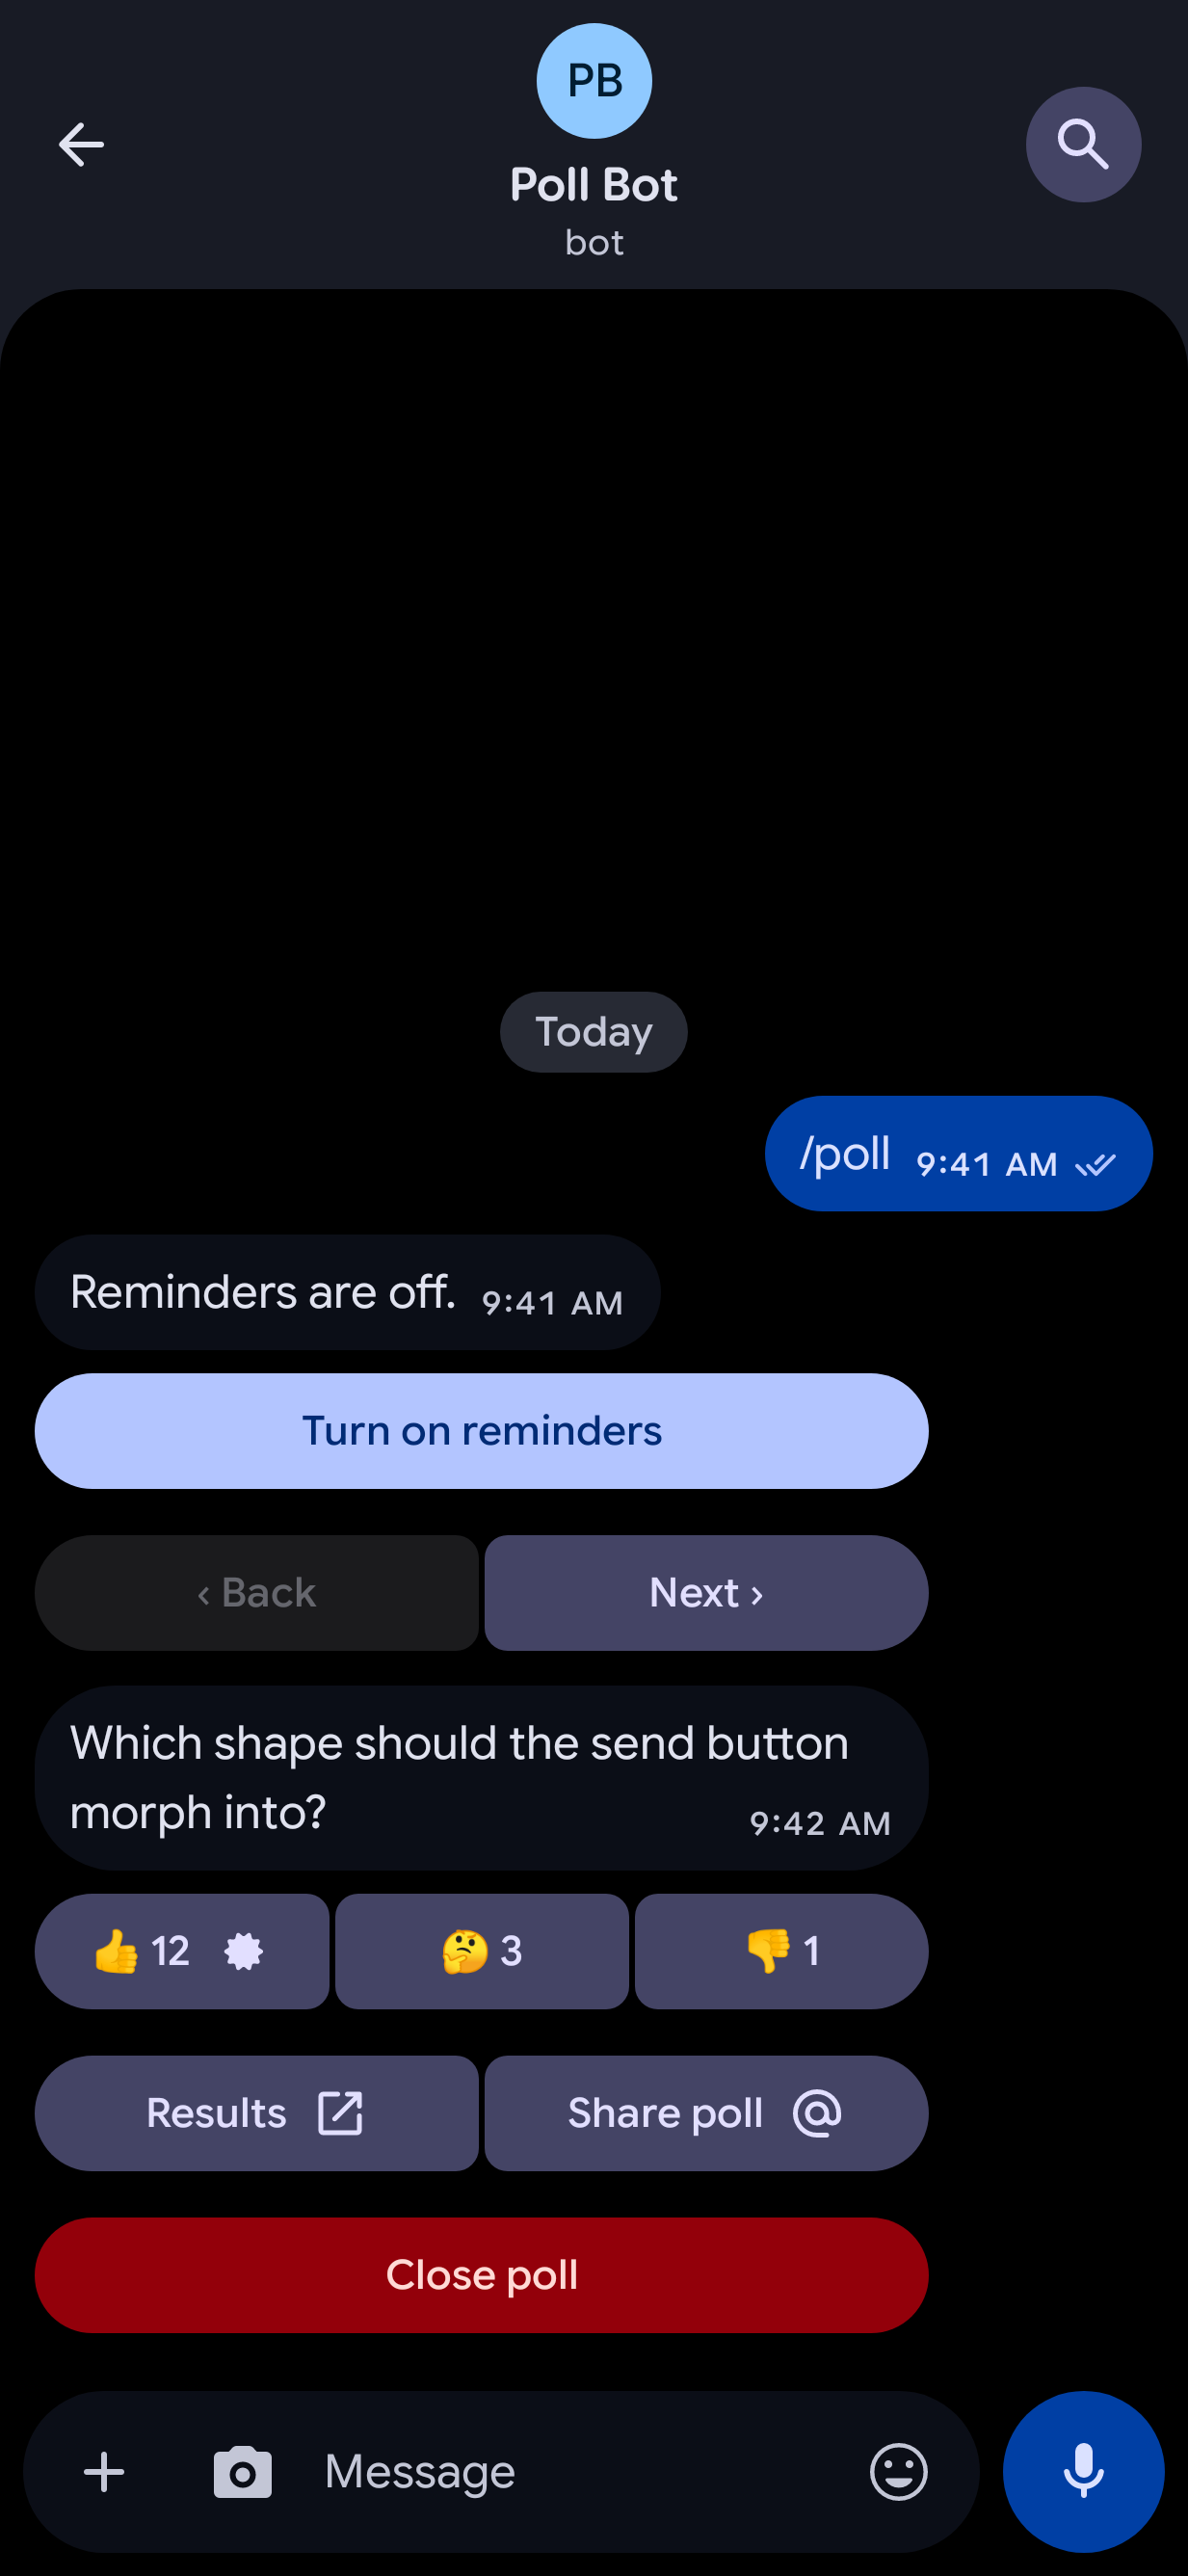 PB
Poll Bot
bot
Today
/poll 9:41 AM
Reminders are off. 9:41 AM
Turn on reminders
‹ Back
Next ›
Which shape should the send button
morph into? 9:42 AM
👍 12
🤔 3
👎 1
Results
Share poll
Close poll
Message